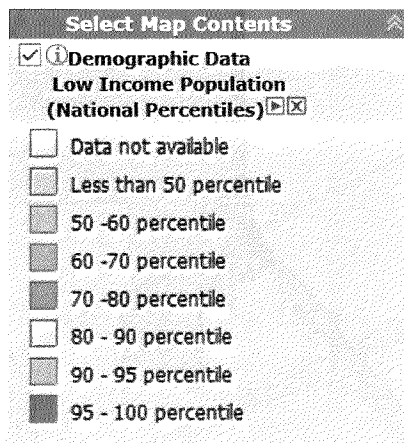 Select Map Contents
Demographic Data
Low Income Population
(National Percentiles)
Data not available
Less than 50 percentile
50 -60 percentile
60 -70 percentile
70 -80 percentile
80 - 90 percentile
90 - 95 percentile
95 - 100 percentile